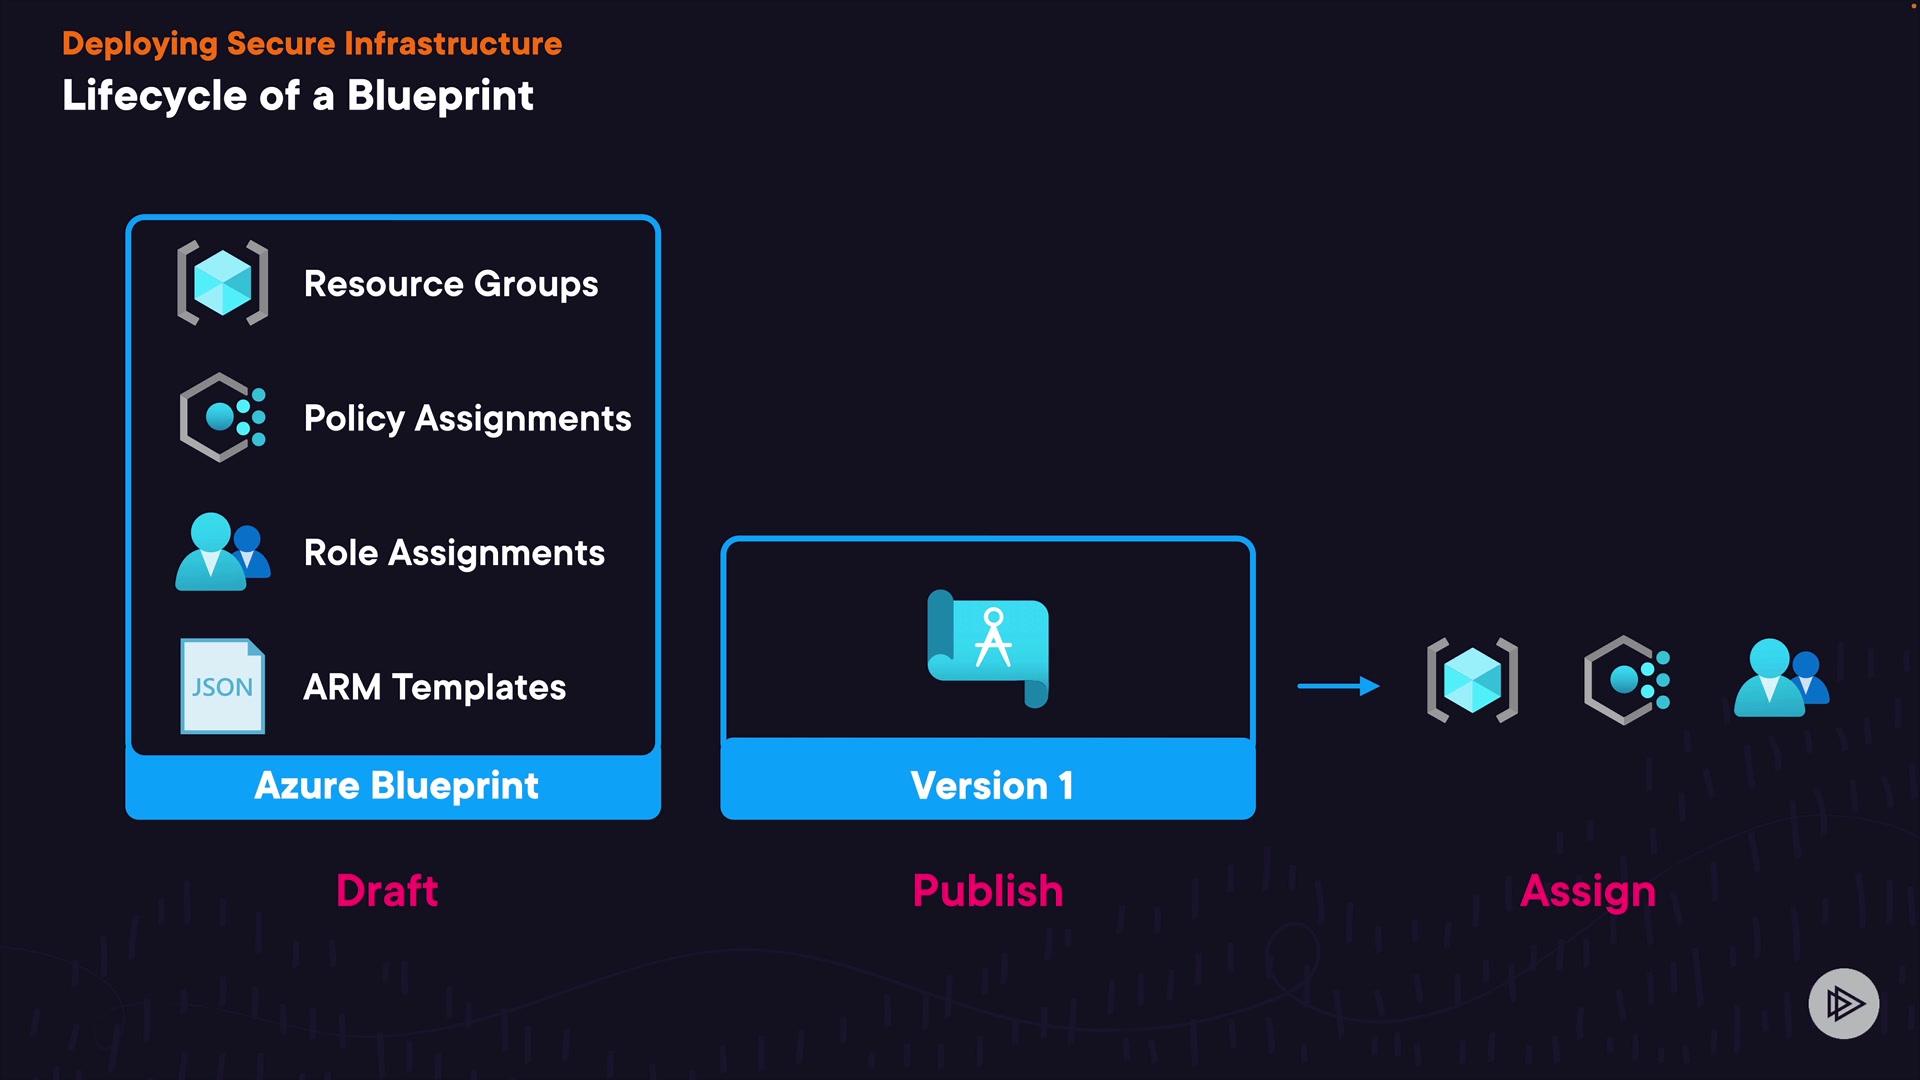 Deploying Secure Infrastructure
Lifecycle of a Blueprint
Resource Groups
Policy Assignments
Role Assignments
JSON
ARM Templates
Azure Blueprint
Version 1
Draft
Publish
Assign